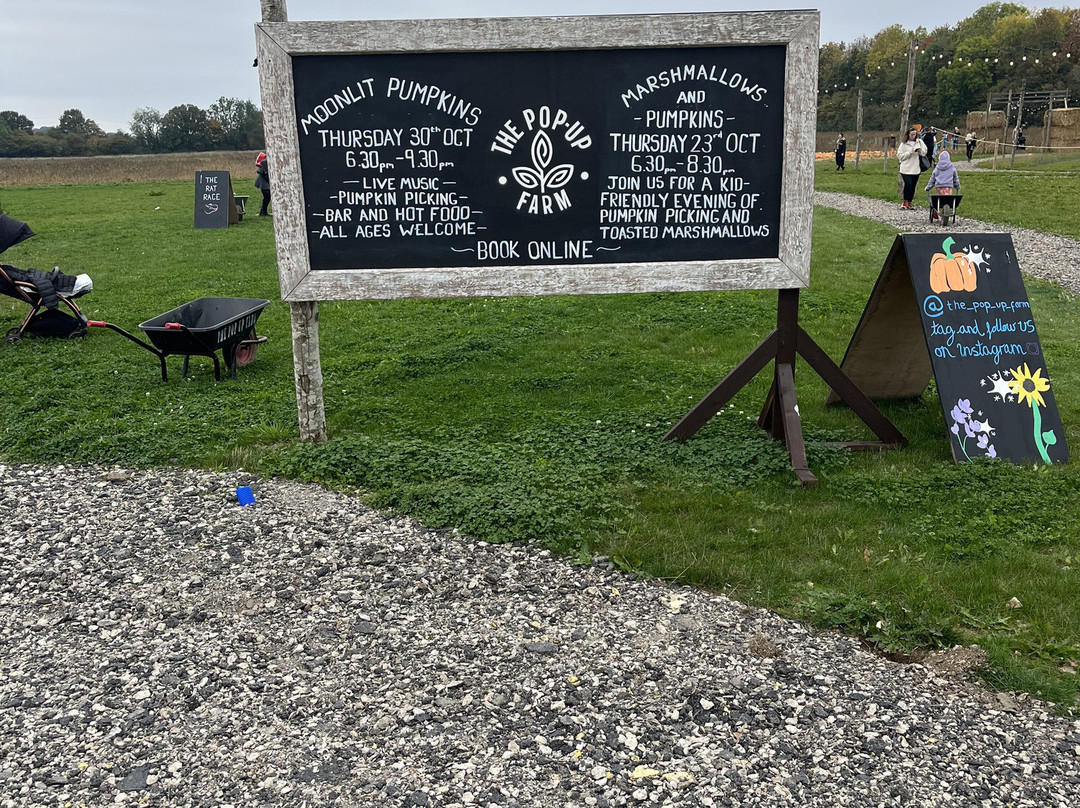 MOONLIT PUMPKINS
THURSDAY 30th OCT
6.30pm-9.30pm
- LIVE MUSIC -
-PUMPKIN PICKING-
-BAR AND HOT FOOD-
-ALL AGES WELCOME-
THE POP·UP
FARM
MARSHMALLOWS
AND
- PUMPKINS -
THURSDAY 23rd OCT
6.30pm-8.30pm
JOIN US FOR A KID-
FRIENDLY EVENING OF
PUMPKIN PICKING AND
TOASTED MARSHMALLOWS
~BOOK ONLINE~
THE
RAT
RACE
@the_pop_up_farm
tag and follow us
on Instagram